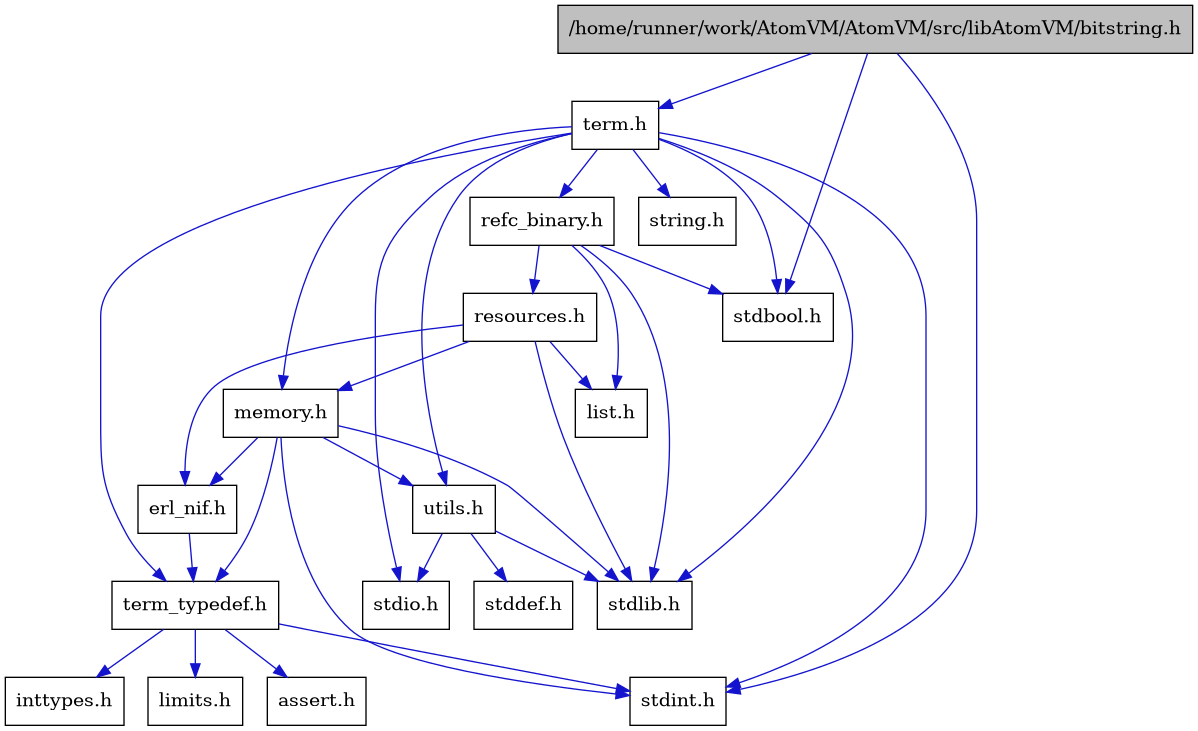 /home/runner/work/AtomVM/AtomVM/src/libAtomVM/bitstring.h
term.h
refc_binary.h
string.h
resources.h
stdbool.h
memory.h
list.h
erl_nif.h
utils.h
term_typedef.h
stdio.h
stddef.h
stdlib.h
inttypes.h
limits.h
assert.h
stdint.h